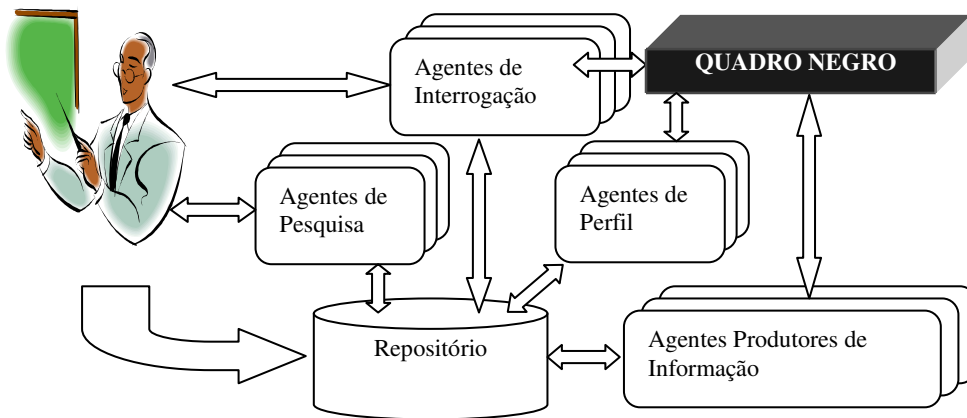 Agentes de
Interrogação
QUADRO NEGRO
Agentes de
Pesquisa
Agentes de
Perfil
Repositório
Agentes Produtores de
Informação